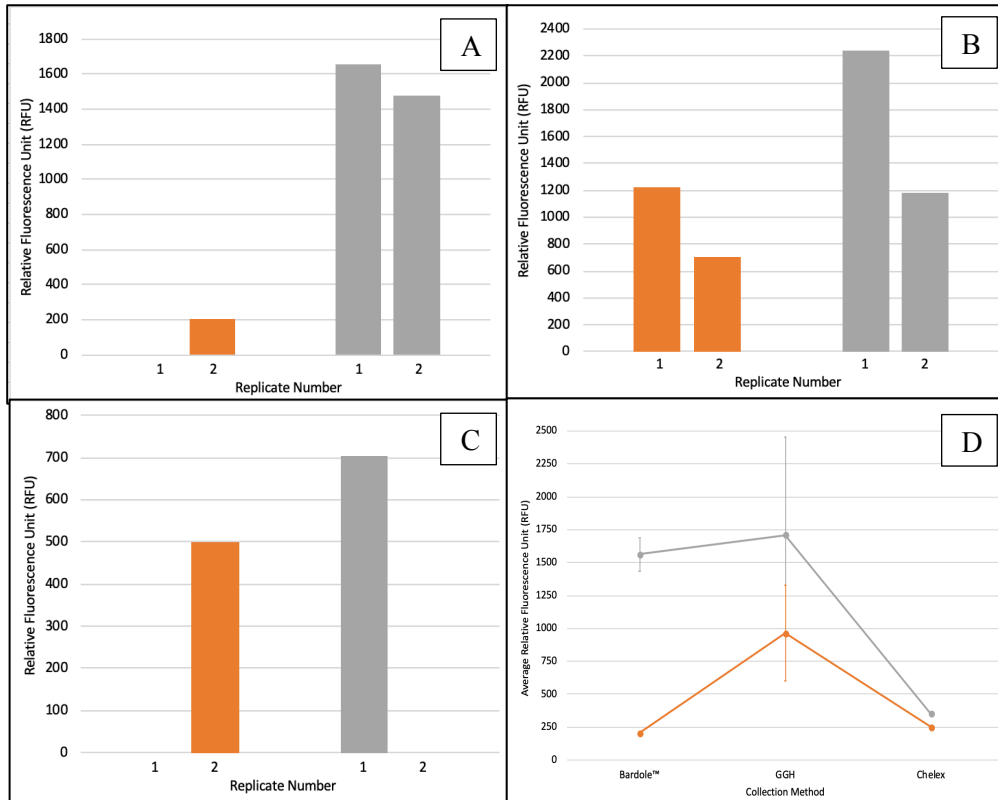 A
Relative Fluorescence Unit (RFU)
1800
1600
1400
1200
1000
800
600
400
200
0
1 2 1 2
Replicate Number
B
Relative Fluorescence Unit (RFU)
2400
2200
2000
1800
1600
1400
1200
1000
800
600
400
200
0
1 2 1 2
Replicate Number
C
Relative Fluorescence Unit (RFU)
800
700
600
500
400
300
200
100
0
1 2 1 2
Replicate Number
D
Average Relative Fluorescence Unit (RFU)
2500
2250
2000
1750
1500
1250
1000
750
500
250
0
Bardole™ GGH Chelex
Collection Method